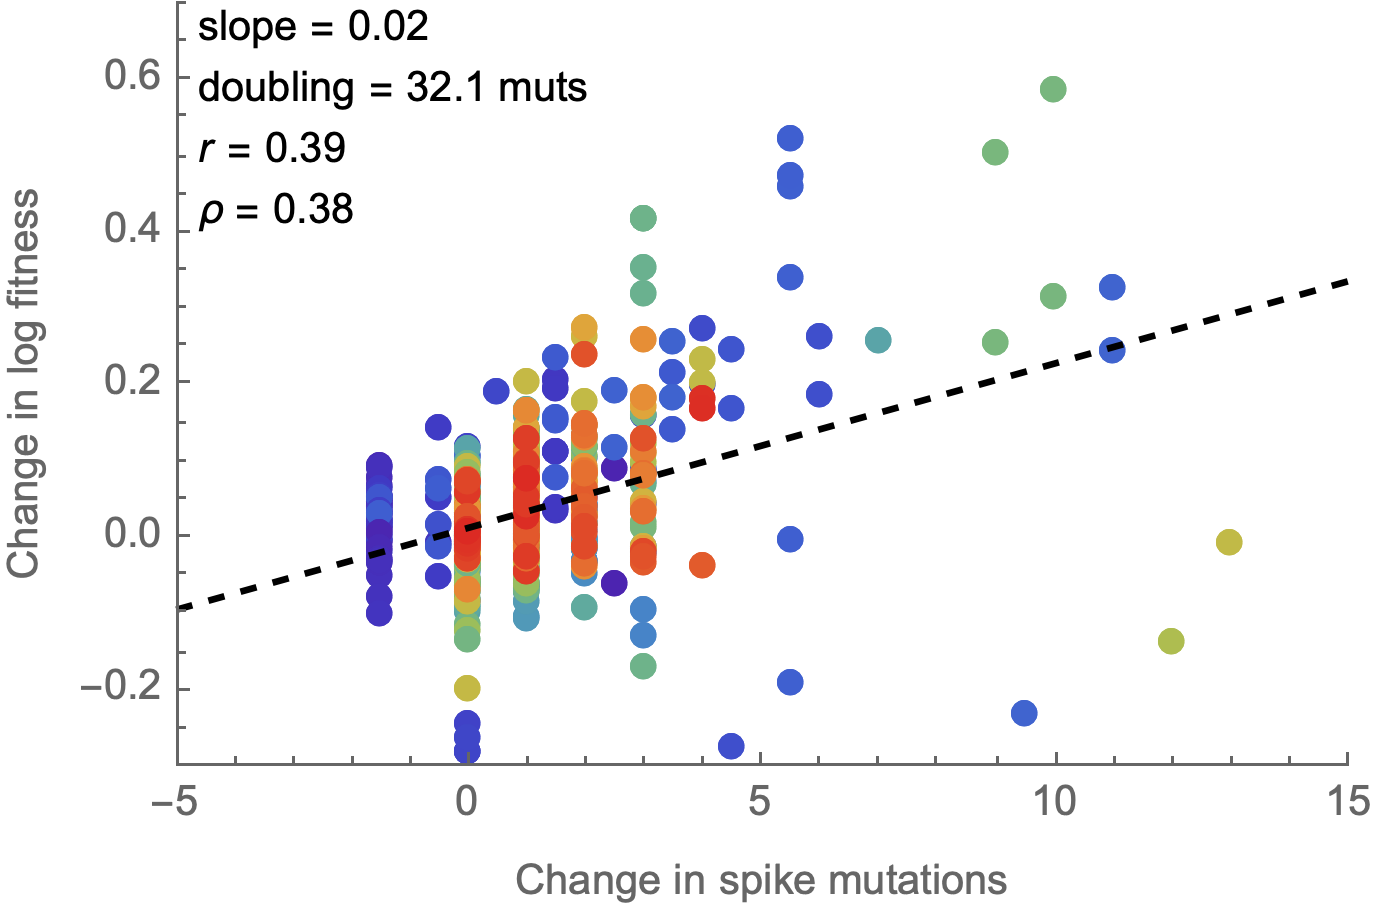 slope = 0.02
doubling = 32.1 muts
r = 0.39
ρ = 0.38
Change in log fitness
0.6
0.4
0.2
0.0
−0.2
−5
0
5
10
15
Change in spike mutations